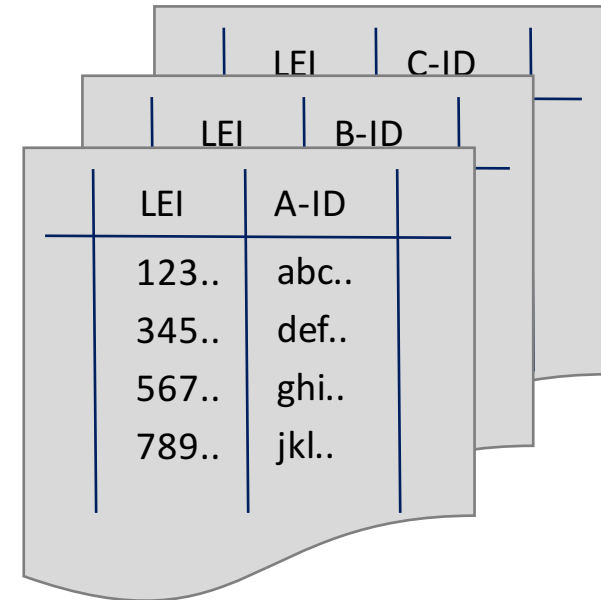 LEI C-ID
LEI B-ID
LEI A-ID
123.. abc..
345.. def..
567.. ghi..
789.. jkl..